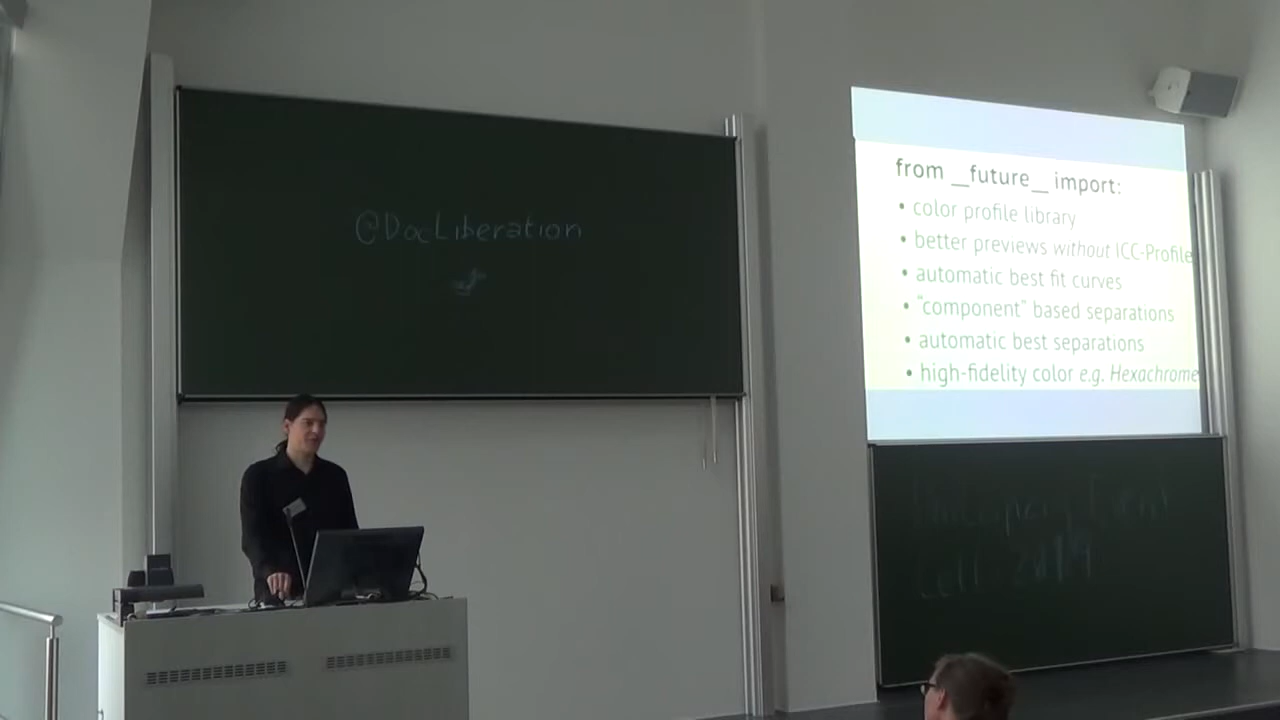 @DocLiberation
from __future__ import:
• color profile library
• better previews without ICC-Profile
• automatic best fit curves
• "component" based separations
• automatic best separations
• high-fidelity color e.g. Hexachrome